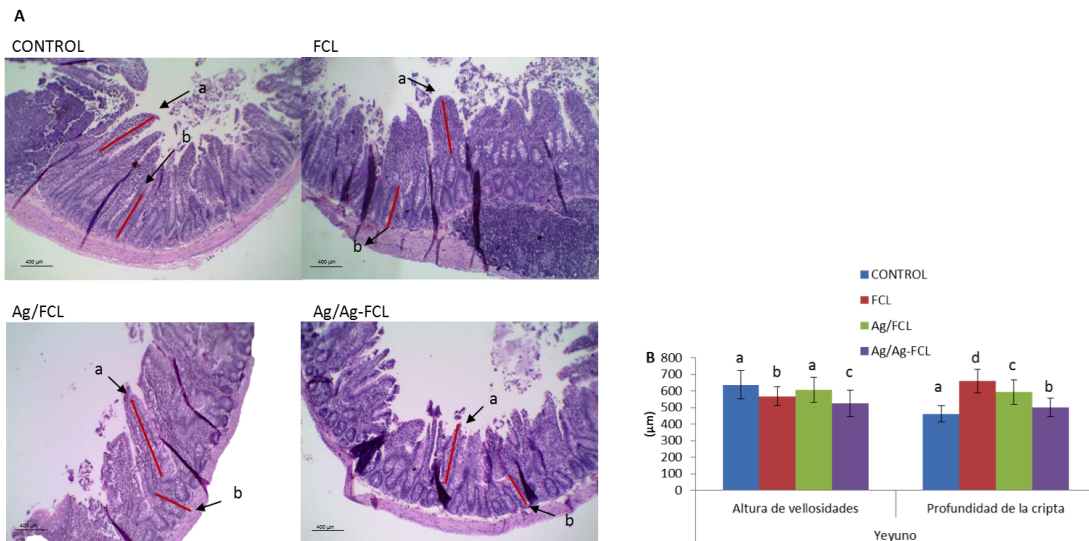 A
CONTROL
FCL
a
b
400 µm
a
b
400 µm
Ag/FCL
Ag/Ag-FCL
a
b
400 µm
a
b
400 µm
CONTROL
FCL
Ag/FCL
Ag/Ag-FCL
B
(µm)
800
700
600
500
400
300
200
100
0
a b a c
a d c b
Altura de vellosidades
Profundidad de la cripta
Yeyuno